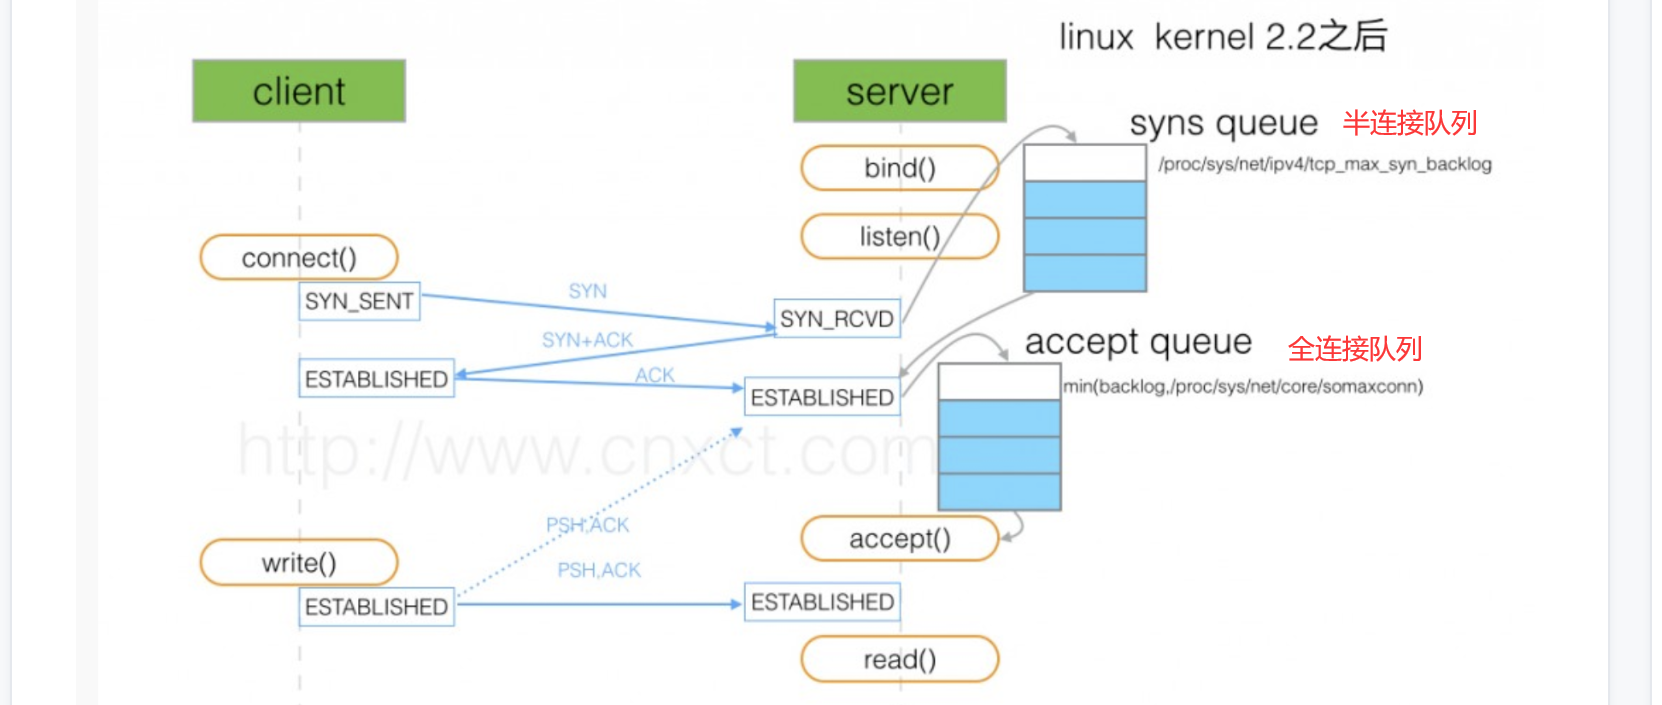 linux kernel 2.2之后
client
server
syns queue 半连接队列
/proc/sys/net/ipv4/tcp_max_syn_backlog
bind()
listen()
connect()
SYN_SENT
SYN
SYN_RCVD
SYN+ACK
accept queue 全连接队列
ESTABLISHED
ACK
ESTABLISHED
min(backlog,/proc/sys/net/core/somaxconn)
http://www.cnxct.com
PSH,ACK
accept()
write()
PSH,ACK
ESTABLISHED
ESTABLISHED
read()